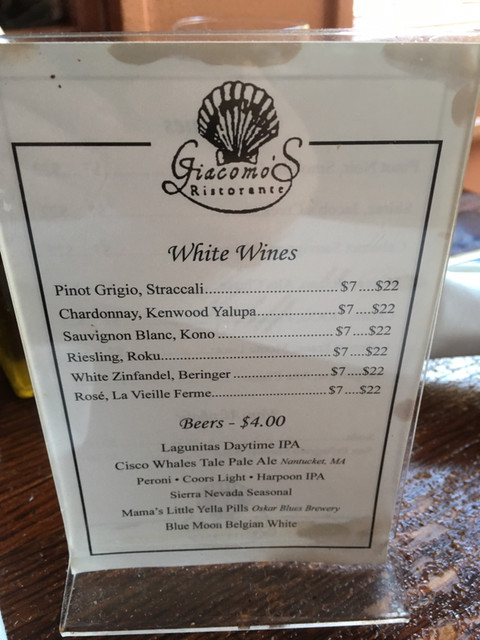 Giacomo's
Ristorante
White Wines
Pinot Grigio, Straccali....................................$7....$22
Chardonnay, Kenwood Yalupa.....................$7....$22
Sauvignon Blanc, Kono ...............................$7....$22
Riesling, Roku.............................................$7....$22
White Zinfandel, Beringer ..........................$7....$22
Rosé, La Vieille Ferme...............................$7....$22
Beers - $4.00
Lagunitas Daytime IPA
Cisco Whales Tale Pale Ale Nantucket, MA
Peroni • Coors Light • Harpoon IPA
Sierra Nevada Seasonal
Mama's Little Yella Pills Oskar Blues Brewery
Blue Moon Belgian White